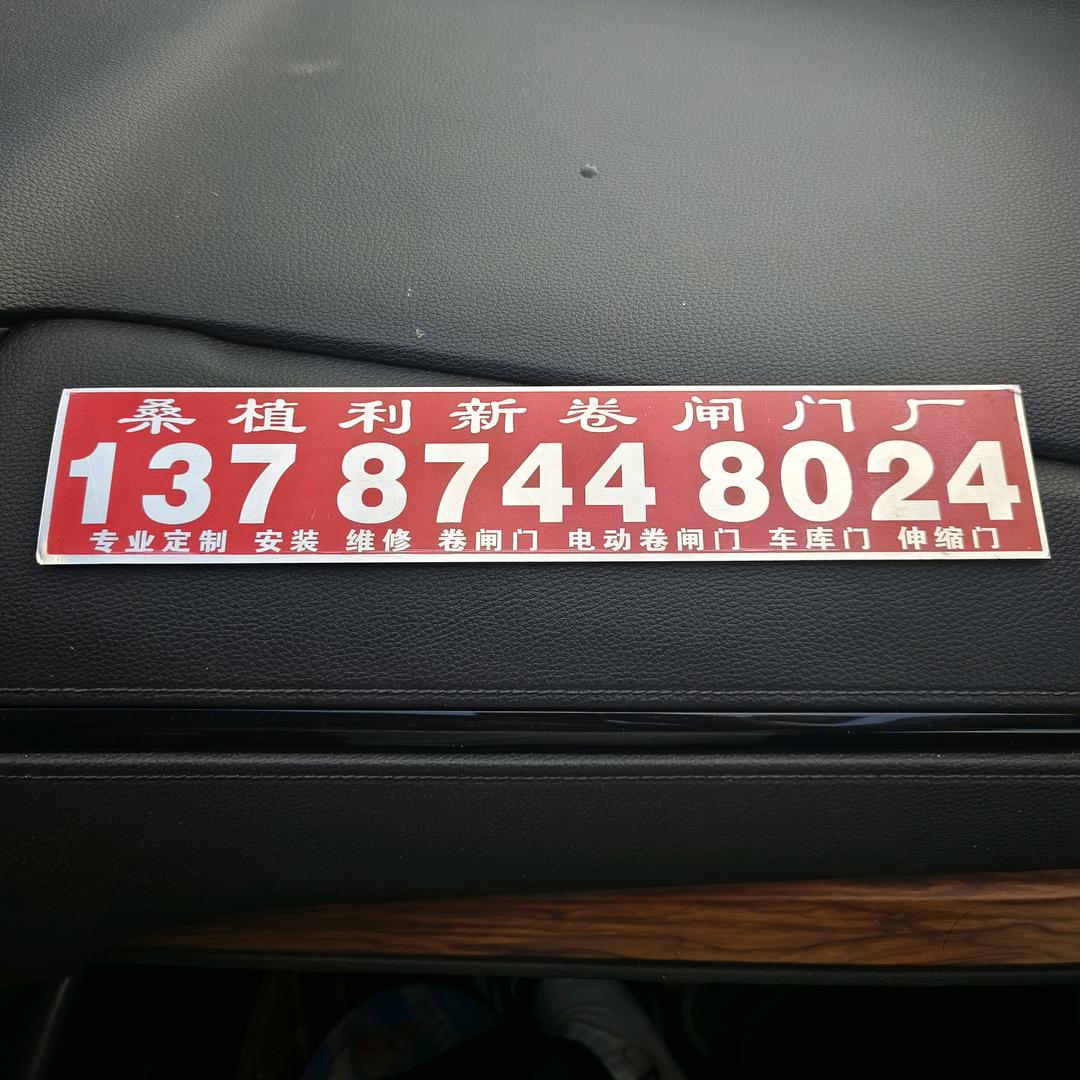 桑植利新卷闸门厂
137 8744 8024
专业定制 安装 维修 卷闸门 电动卷闸门 车库门 伸缩门